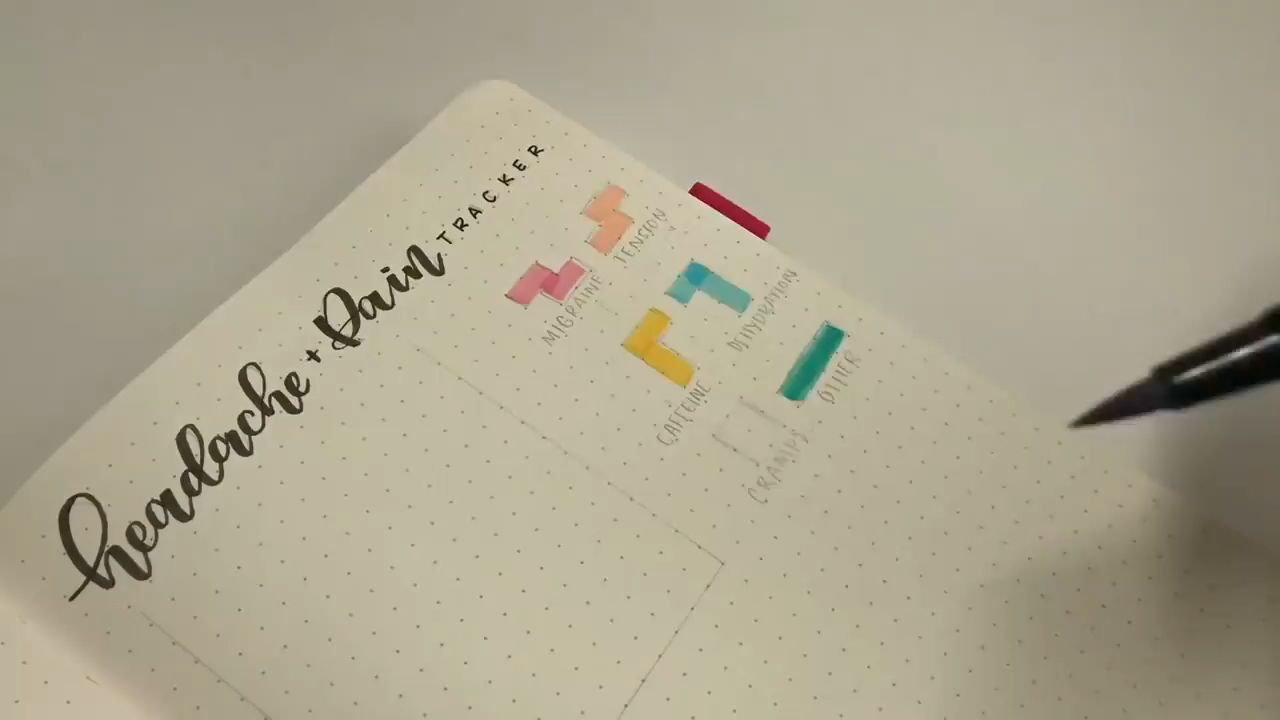 headache + Pain TRACKER
TENSION
MIGRAINE
DEHYDRATION
CAFFEINE
OTHER
CRAMPS